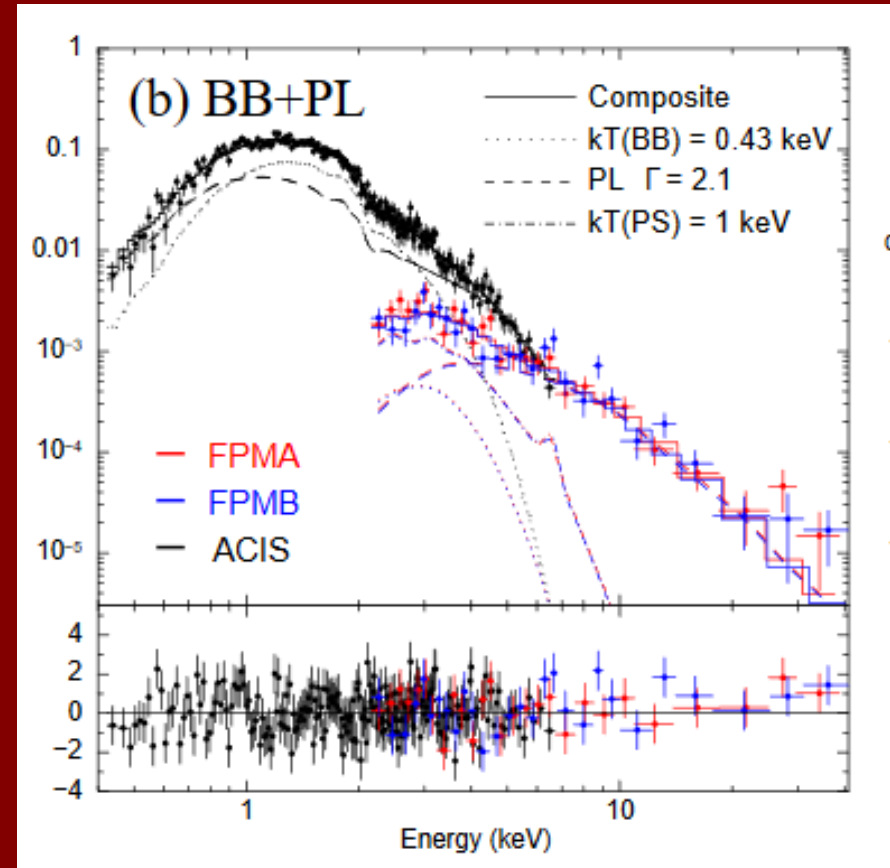 (b) BB+PL
Composite
kT(BB) = 0.43 keV
PL Γ = 2.1
kT(PS) = 1 keV
1
0.1
0.01
10⁻³
10⁻⁴
10⁻⁵
FPMA
FPMB
ACIS
4
2
0
−2
−4
1 10
Energy (keV)